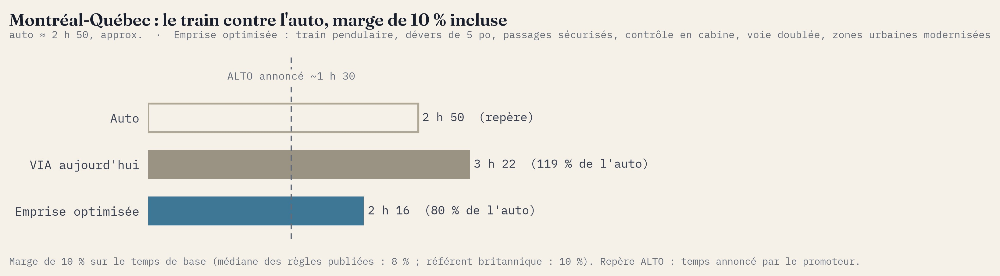 Montréal-Québec : le train contre l'auto, marge de 10 % incluse
auto ≈ 2 h 50, approx.  ·  Emprise optimisée : train pendulaire, dévers de 5 po, passages sécurisés, contrôle en cabine, voie doublée, zones urbaines modernisées
ALTO annoncé ~1 h 30
Auto 2 h 50 (repère)
VIA aujourd'hui 3 h 22 (119 % de l'auto)
Emprise optimisée 2 h 16 (80 % de l'auto)
Marge de 10 % sur le temps de base (médiane des règles publiées : 8 % ; référent britannique : 10 %). Repère ALTO : temps annoncé par le promoteur.